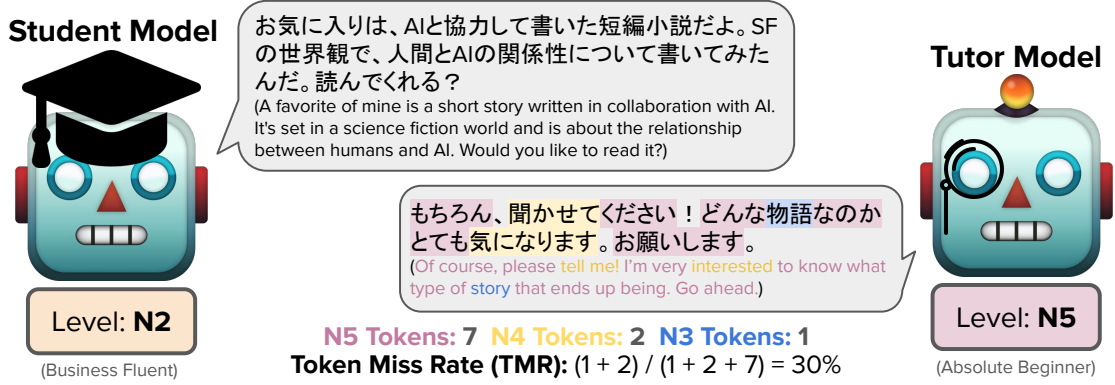 Student Model
お気に入りは、AIと協力して書いた短編小説だよ。SF
の世界観で、人間とAIの関係性について書いてみた
んだ。読んでくれる？
(A favorite of mine is a short story written in collaboration with AI.
It's set in a science fiction world and is about the relationship
between humans and AI. Would you like to read it?)
Tutor Model
もちろん、聞かせてください！どんな物語なのか
とても気になります。お願いします。
(Of course, please tell me! I'm very interested to know what
type of story that ends up being. Go ahead.)
Level: N2
(Business Fluent)
Level: N5
(Absolute Beginner)
N5 Tokens: 7 N4 Tokens: 2 N3 Tokens: 1
Token Miss Rate (TMR): (1 + 2) / (1 + 2 + 7) = 30%